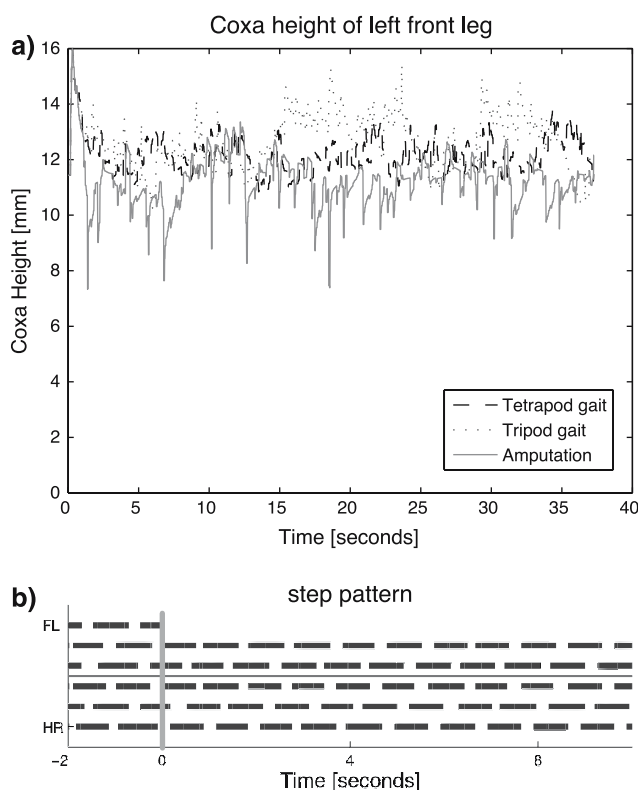 Coxa height of left front leg
a)
16
14
12
10
8
6
4
2
0
Coxa Height [mm]
Tetrapod gait
Tripod gait
Amputation
0 5 10 15 20 25 30 35 40
Time [seconds]
b)
step pattern
FL
HR
-2 0 4 8
Time [seconds]